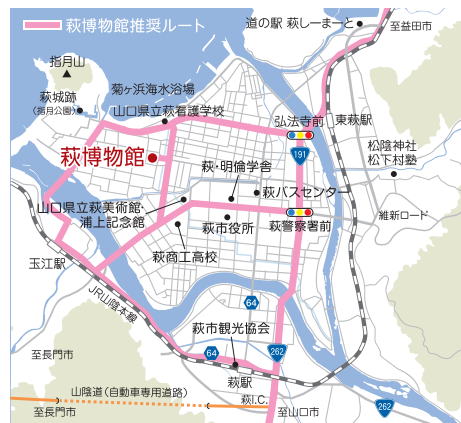 萩博物館推奨ルート
道の駅 萩しーまーと
至益田市
指月山
菊ヶ浜海水浴場
萩城跡
(指月公園)
山口県立萩看護学校
弘法寺前
東萩駅
191
松陰神社
松下村塾
萩博物館
萩・明倫学舎
萩バスセンター
山口県立萩美術館・
浦上記念館
維新ロード
萩市役所
萩警察署前
萩商工高校
玉江駅
JR山陰本線
64
萩市観光協会
64
262
至長門市
萩駅
山陰道(自動車専用道路)
萩I.C.
262
至長門市
至山口市